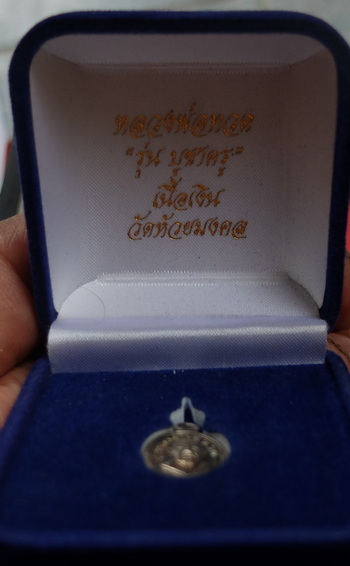 หลวงพ่อทวด
"รุ่น บูชาครู"
เนื้อเงิน
วัดห้วยมงคล